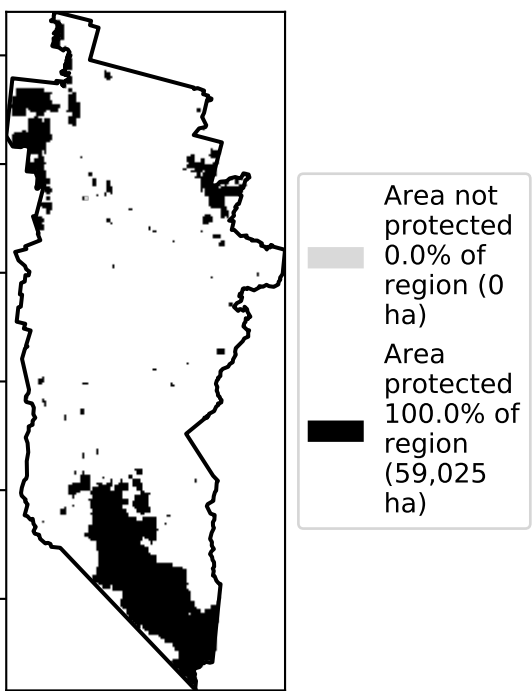 Area not
protected
0.0% of
region (0
ha)
Area
protected
100.0% of
region
(59,025
ha)